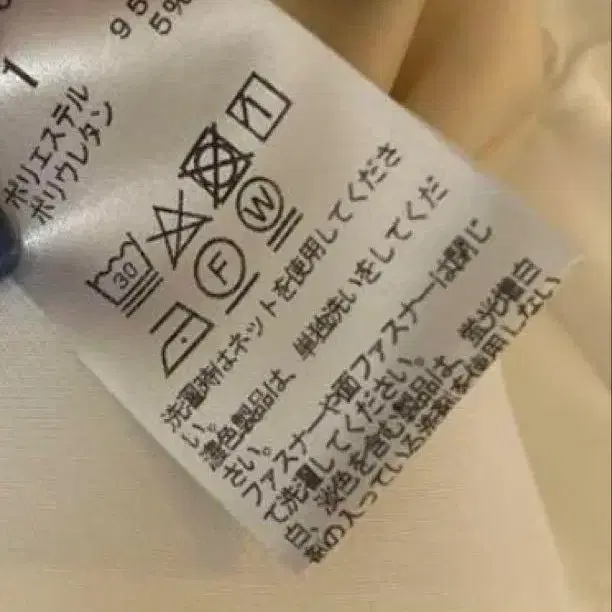 1
95
5%
ポリエステル
ポリウレタン
30
F
W
洗濯時はネットを使用してくださ
い。
濃色製品は、単独洗いをしてくだ
さい。
ファスナーや面ファスナーは閉じ
て洗濯してください。
白、淡色を含む製品は、蛍光増白
剤の入っている洗剤を使用しない